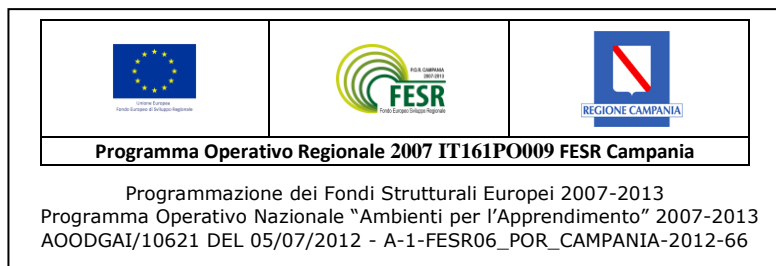 Unione Europea
Fondo Europeo di Sviluppo Regionale
P.O.R. CAMPANIA
2007-2013
FESR
Fondo Europeo Sviluppo Regionale
REGIONE CAMPANIA
Programma Operativo Regionale 2007 IT161PO009 FESR Campania
Programmazione dei Fondi Strutturali Europei 2007-2013
Programma Operativo Nazionale “Ambienti per l’Apprendimento” 2007-2013
AOODGAI/10621 DEL 05/07/2012 - A-1-FESR06_POR_CAMPANIA-2012-66